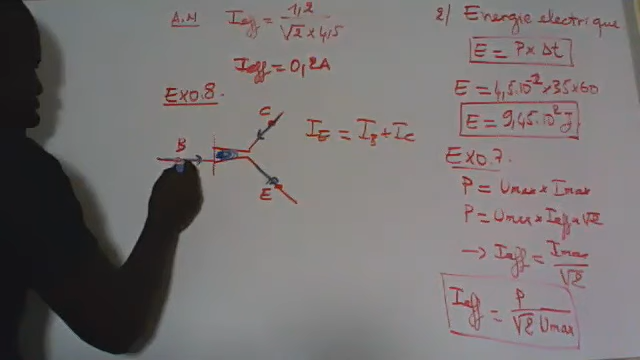 A.N Ieff = 1,2 / √2 × 4,5
Ieff = 0,2A
EXO.8
C
B
E
IE = IB + IC
2) Energie electrique
E = P × Δt
E = 4,5.10⁻² × 35 × 60
E = 9,45.10² J
EXO.7
P = Umax × Imax
P = Umax × Ieff × √2
→ Ieff = Imax / √2
Ieff = P / √2 Umax